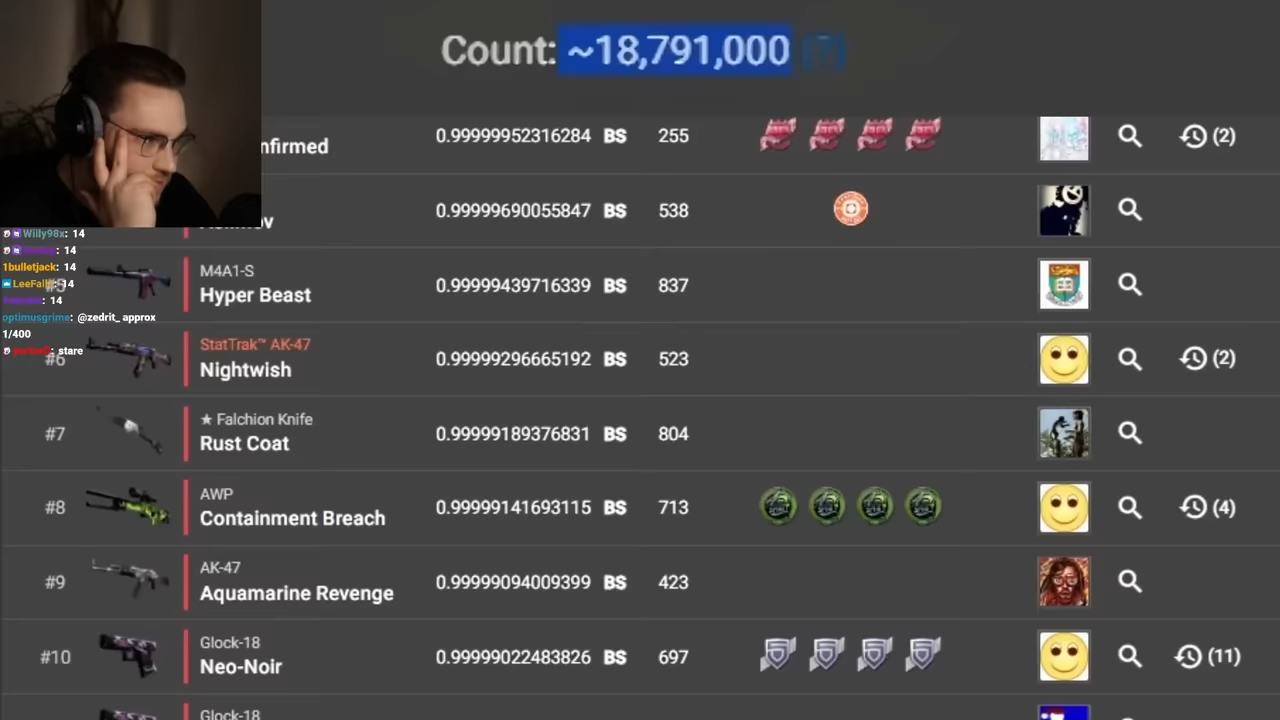 Count: ~18,791,000 [?]
nfirmed 0.99999952316284 BS 255 (2)
0.99999690055847 BS 538
Willy98x: 14
: 14
1bulletjack: 14
14
: 14
optimusgrime: @zedrit_ approx
1/400
: stare
#5 M4A1-S
Hyper Beast 0.99999439716339 BS 837
#6 StatTrak™ AK-47
Nightwish 0.99999296665192 BS 523 (2)
#7 ★ Falchion Knife
Rust Coat 0.99999189376831 BS 804
#8 AWP
Containment Breach 0.99999141693115 BS 713 (4)
#9 AK-47
Aquamarine Revenge 0.99999094009399 BS 423
#10 Glock-18
Neo-Noir 0.99999022483826 BS 697 (11)
Glock-18